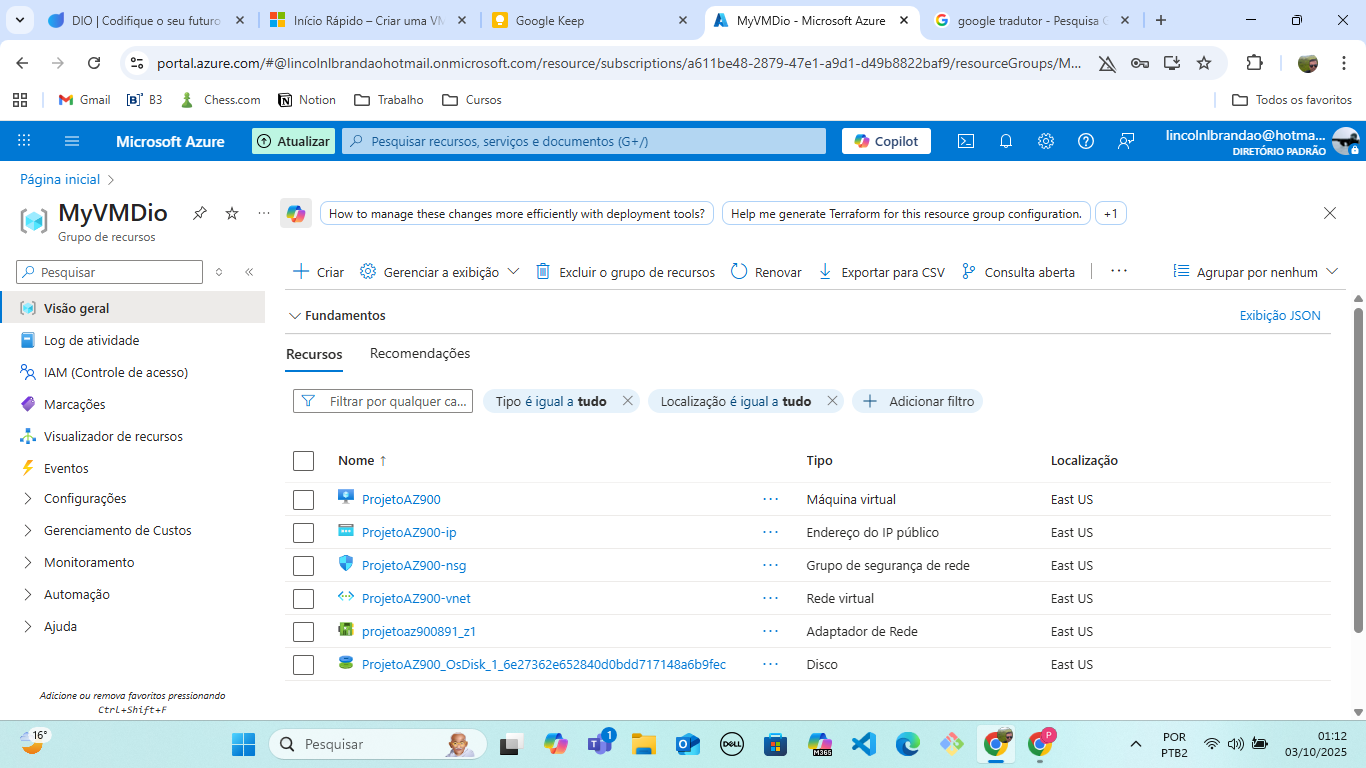 DIO | Codifique o seu futuro
Início Rápido – Criar uma VM
Google Keep
MyVMDio - Microsoft Azure
google tradutor - Pesquisa G
portal.azure.com/#@lincolnlbrandaohotmail.onmicrosoft.com/resource/subscriptions/a611be48-2879-47e1-a9d1-d49b8822baf9/resourceGroups/M...
Gmail
B3
Chess.com
Notion
Trabalho
Cursos
Todos os favoritos
Microsoft Azure
Atualizar
Pesquisar recursos, serviços e documentos (G+/)
Copilot
lincolnlbrandao@hotma...
DIRETÓRIO PADRÃO
Página inicial
MyVMDio
Grupo de recursos
How to manage these changes more efficiently with deployment tools?
Help me generate Terraform for this resource group configuration.
+1
Pesquisar
Criar
Gerenciar a exibição
Excluir o grupo de recursos
Renovar
Exportar para CSV
Consulta aberta
Agrupar por nenhum
Visão geral
Log de atividade
IAM (Controle de acesso)
Marcações
Visualizador de recursos
Eventos
Configurações
Gerenciamento de Custos
Monitoramento
Automação
Ajuda
Adicione ou remova favoritos pressionando
Ctrl+Shift+F
Fundamentos
Exibição JSON
Recursos
Recomendações
Filtrar por qualquer ca...
Tipo é igual a tudo
Localização é igual a tudo
Adicionar filtro
Nome ↑ Tipo Localização
ProjetoAZ900 ... Máquina virtual East US
ProjetoAZ900-ip ... Endereço do IP público East US
ProjetoAZ900-nsg ... Grupo de segurança de rede East US
ProjetoAZ900-vnet ... Rede virtual East US
projetoaz900891_z1 ... Adaptador de Rede East US
ProjetoAZ900_OsDisk_1_6e27362e652840d0bdd717148a6b9fec ... Disco East US
16°
Pesquisar
1
DELL
M365
P
POR
PTB2
01:12
03/10/2025